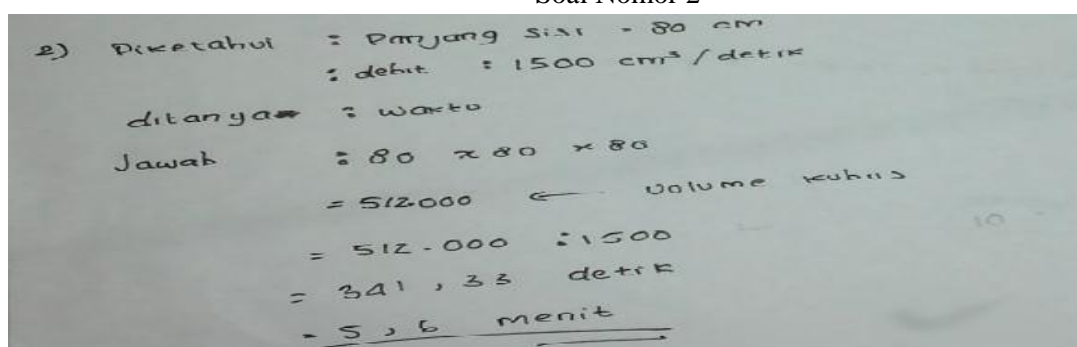 Soal Nomor 2
2) Diketahui : Panjang sisi = 80 cm
: debit : 1500 cm³ / detik
ditanya : waktu
Jawab : 80 x 80 x 80
= 512.000 ← Volume kubus
= 512.000 : 1500
= 341,33 detik
= 5,6 menit
10